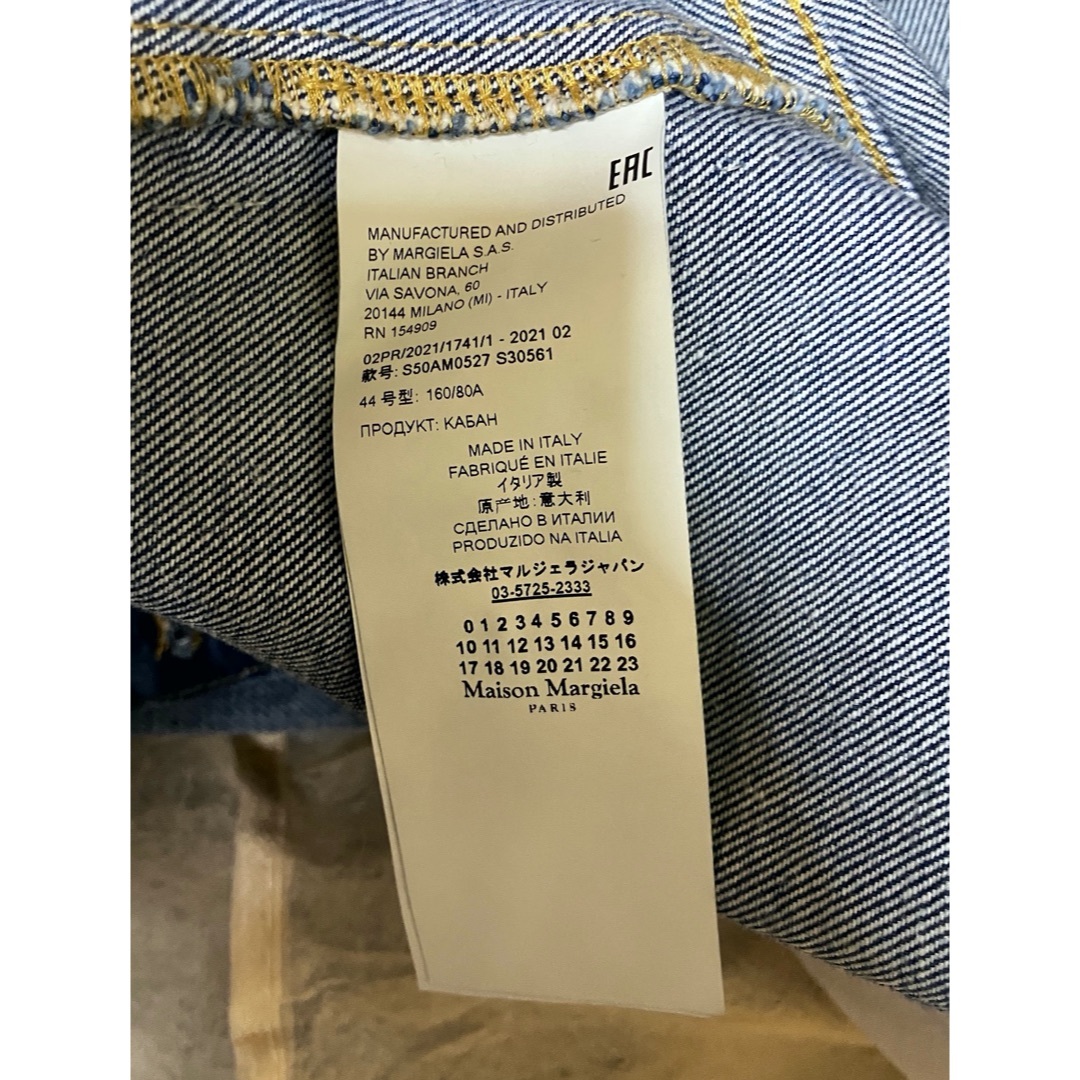 EAC
MANUFACTURED AND DISTRIBUTED
BY MARGIELA S.A.S.
ITALIAN BRANCH
VIA SAVONA, 60
20144 MILANO (MI) - ITALY
RN 154909
02PR/2021/1741/1 - 2021 02
款号: S50AM0527 S30561
44 号型: 160/80A
ПРОДУКТ: КАБАН
MADE IN ITALY
FABRIQUÉ EN ITALIE
イタリア製
原产地: 意大利
СДЕЛАНО В ИТАЛИИ
PRODUZIDO NA ITALIA
株式会社マルジェラジャパン
03-5725-2333
0 1 2 3 4 5 6 7 8 9
10 11 12 13 14 15 16
17 18 19 20 21 22 23
Maison Margiela
PARIS